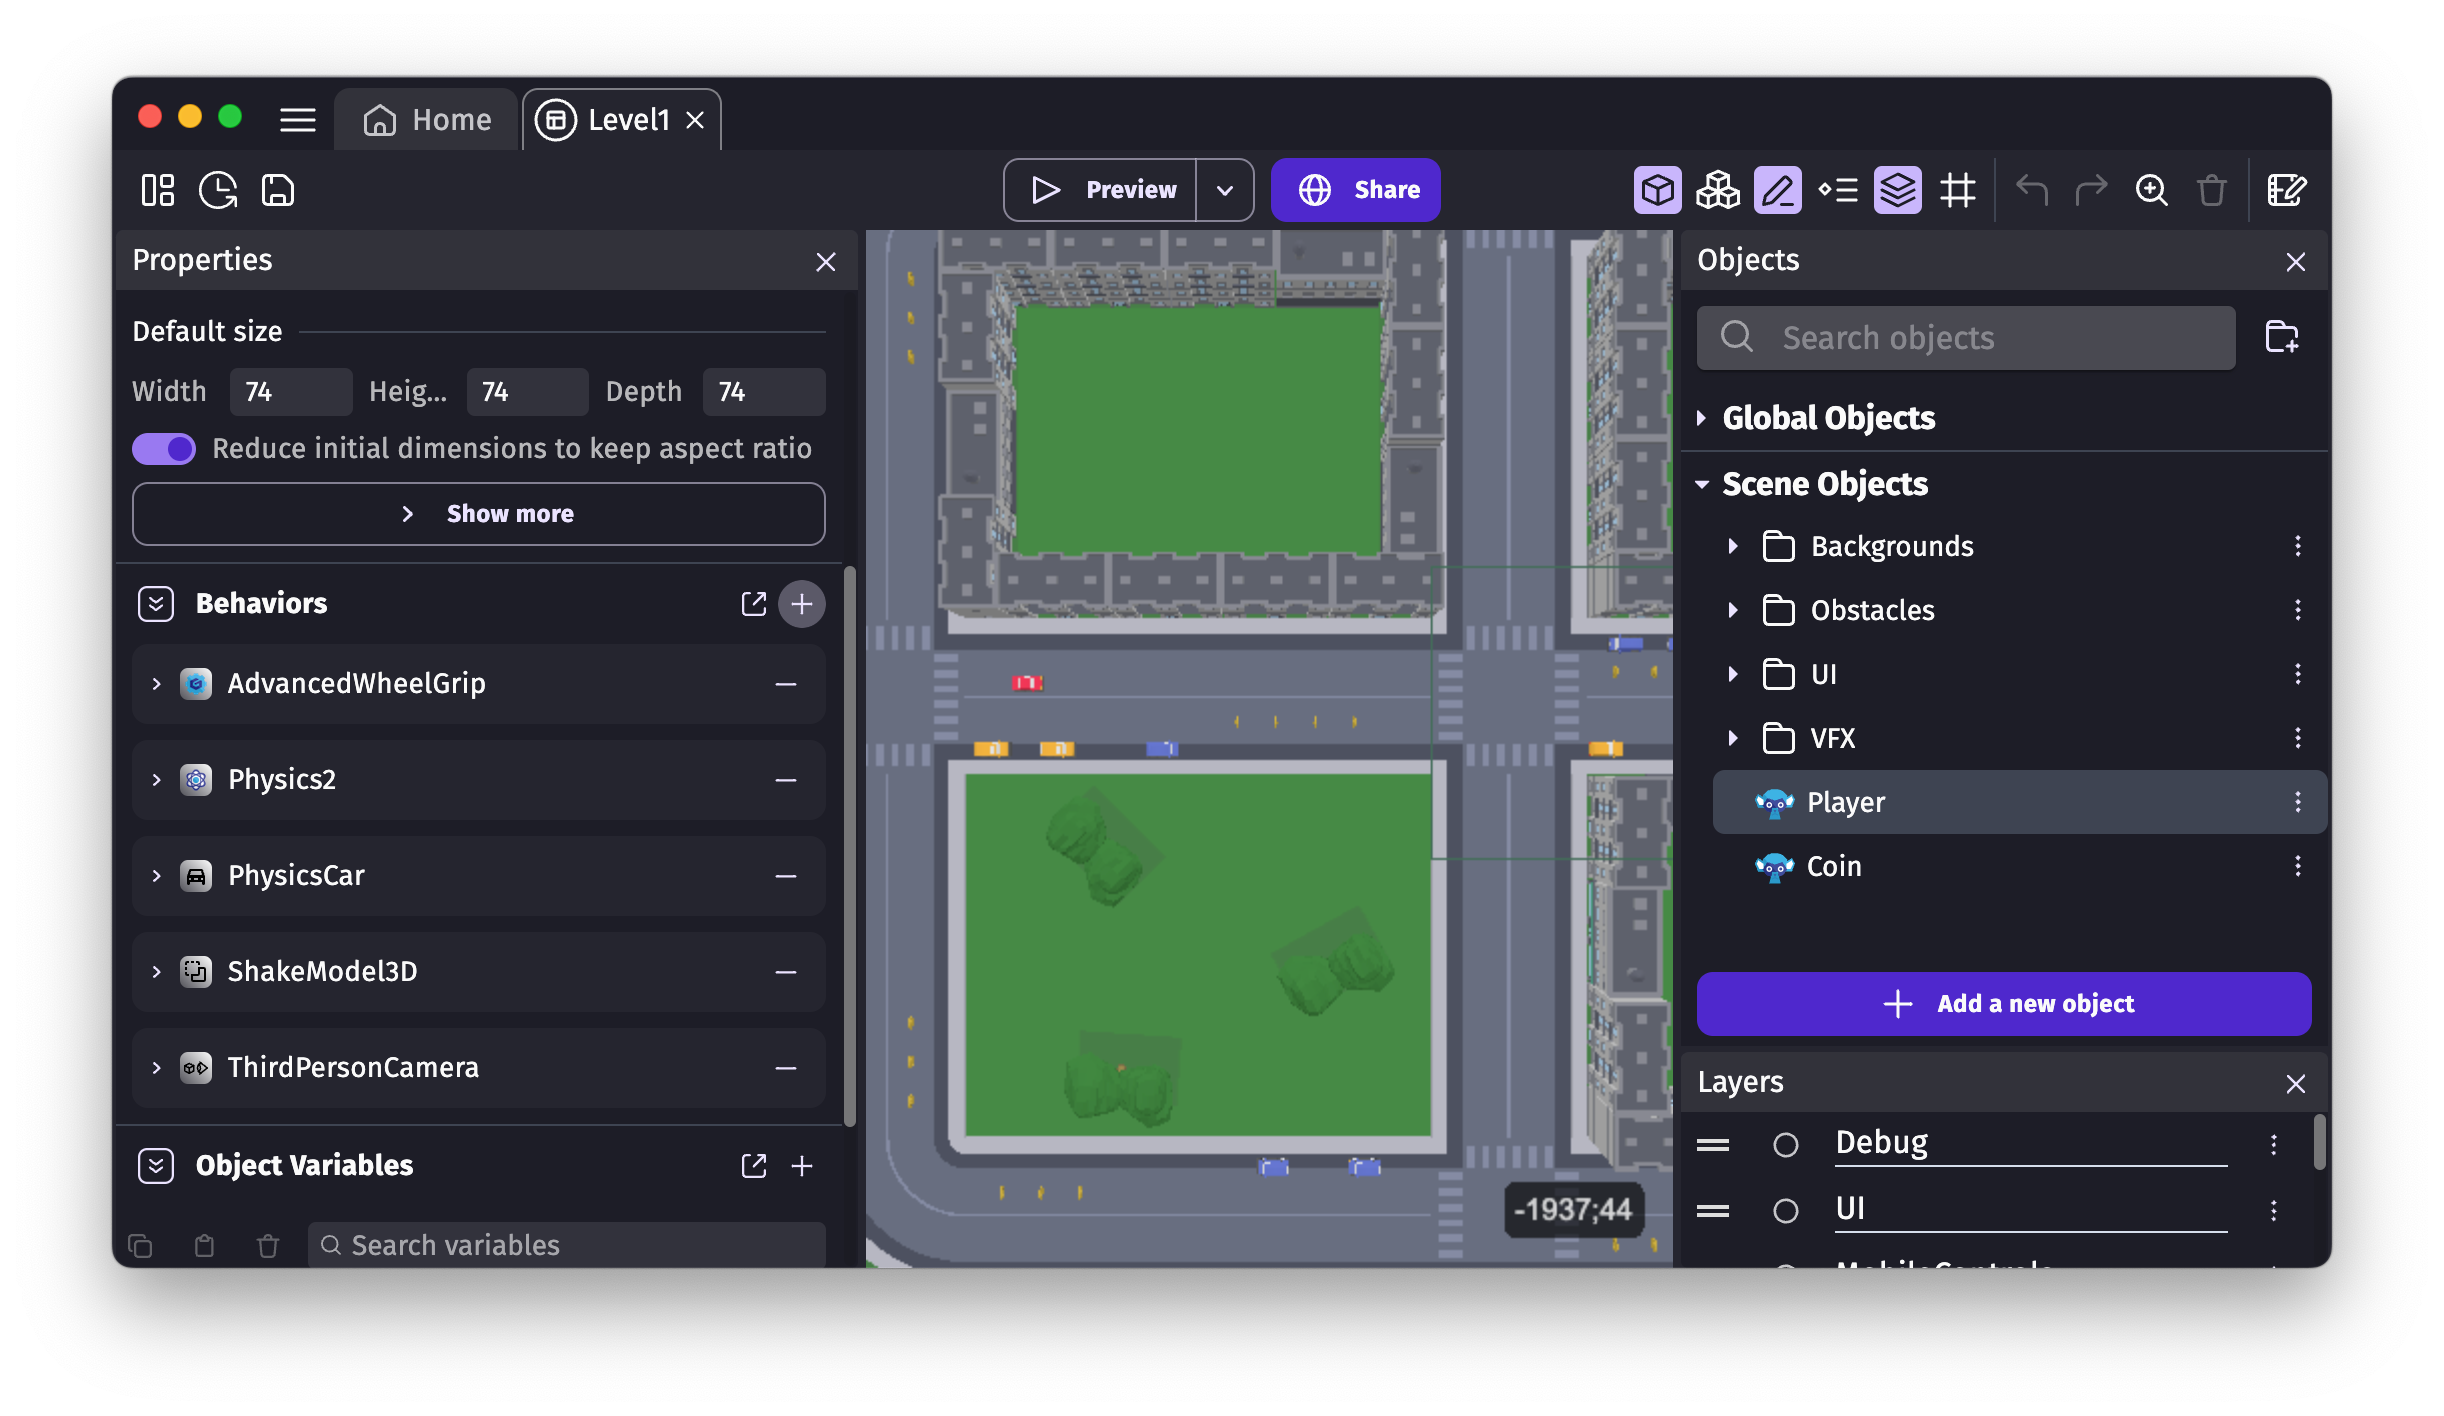 Home
Level1
Preview
Share
Properties
Default size
Width 74 Heig... 74 Depth 74
Reduce initial dimensions to keep aspect ratio
Show more
Behaviors
AdvancedWheelGrip
Physics2
PhysicsCar
ShakeModel3D
ThirdPersonCamera
Object Variables
Search variables
-1937;44
Objects
Search objects
Global Objects
Scene Objects
Backgrounds
Obstacles
UI
VFX
Player
Coin
Add a new object
Layers
Debug
UI